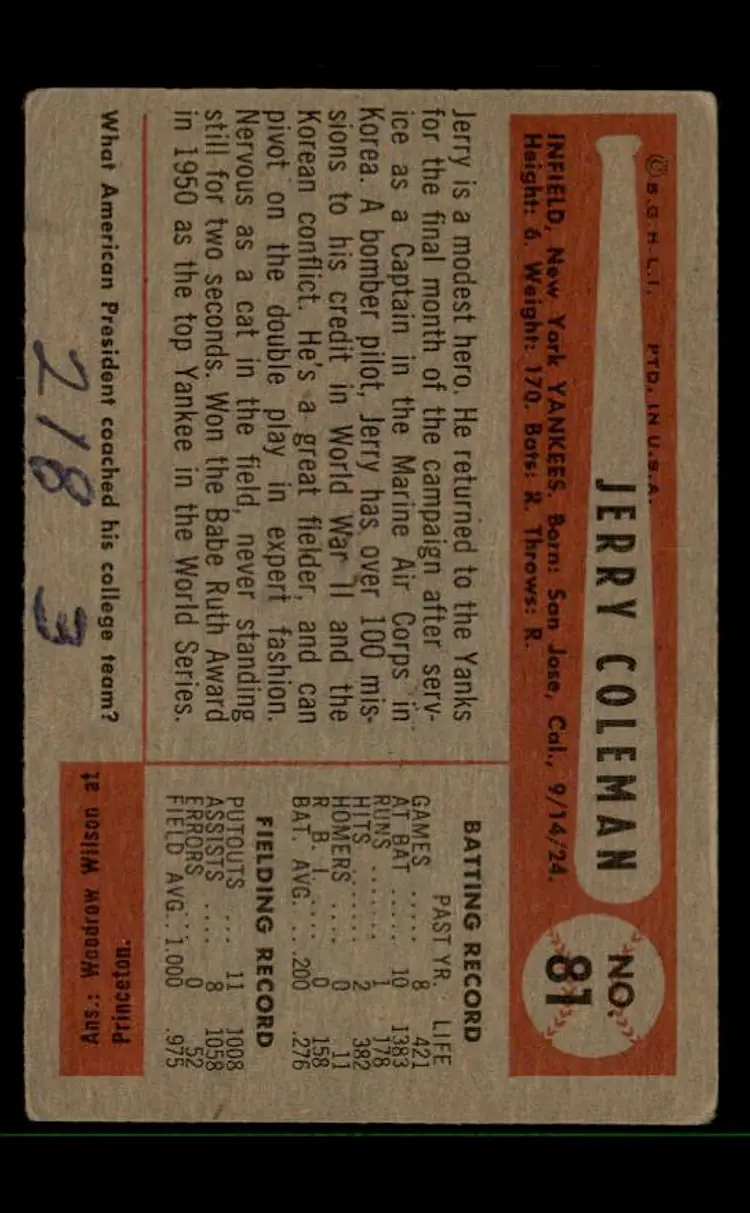 © B.G.H.L.I. PTD. IN U.S.A.
JERRY COLEMAN
NO. 81
INFIELD, New York YANKEES. Born: San Jose, Cal., 9/14/24.
Height: 6. Weight: 170. Bats: R. Throws: R.
Jerry is a modest hero. He returned to the Yanks
for the final month of the campaign after serv-
ice as a Captain in the Marine Air Corps in
Korea. A bomber pilot, Jerry has over 100 mis-
sions to his credit in World War II and the
Korean conflict. He's a great fielder, and can
pivot on the double play in expert fashion.
Nervous as a cat in the field, never standing
still for two seconds. Won the Babe Ruth Award
in 1950 as the top Yankee in the World Series.
BATTING RECORD
PAST YR. LIFE
GAMES ..... 8 421
AT BAT ..... 10 1383
RUNS ....... 1 178
HITS ....... 2 382
HOMERS .... 0 11
R. B. I. .... 0 158
BAT. AVG. .. .200 .276
FIELDING RECORD
PUTOUTS ... 11 1008
ASSISTS .... 8 1058
ERRORS 0 52
FIELD AVG. . 1.000 .975
What American President coached his college team?
Ans.: Woodrow Wilson at
Princeton.
218 3